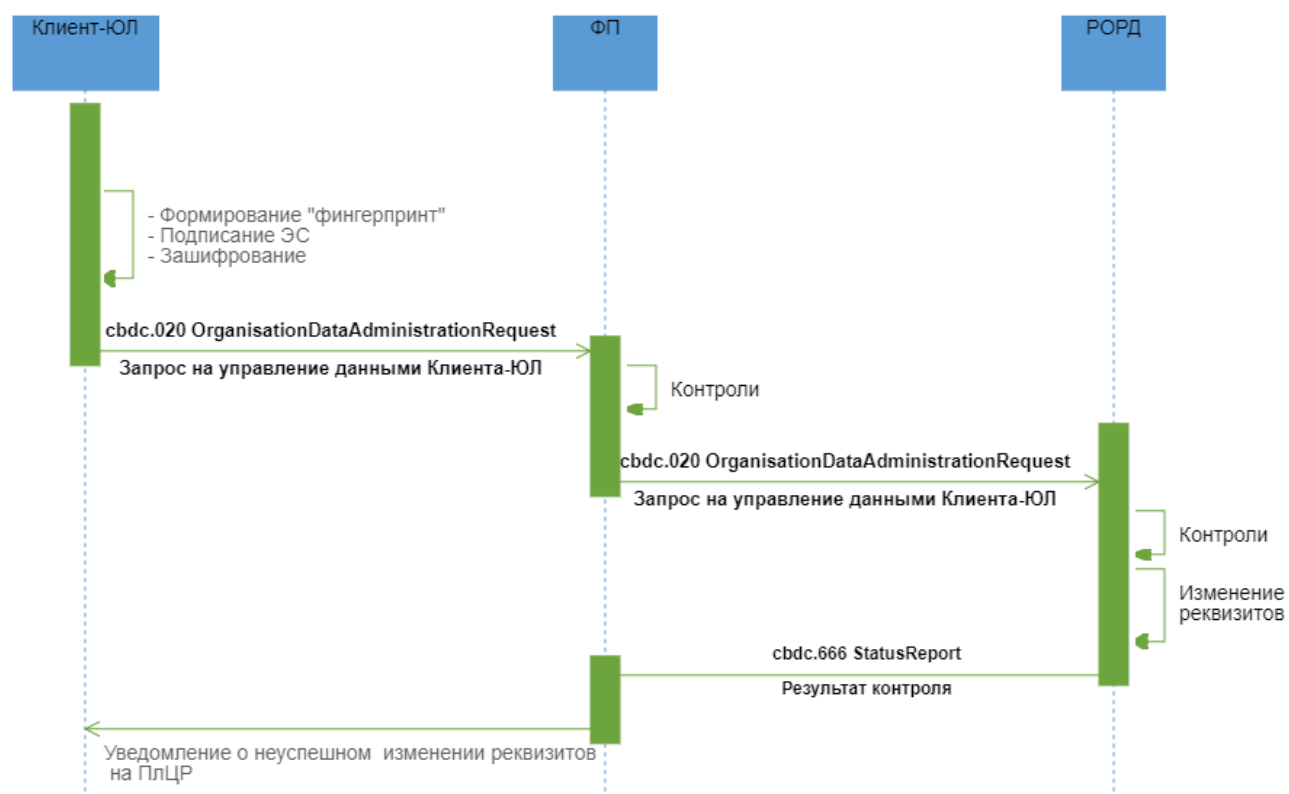 Клиент-ЮЛ
ФП
РОРД
- Формирование "фингерпринт"
- Подписание ЭС
- Зашифрование
cbdc.020 OrganisationDataAdministrationRequest
Запрос на управление данными Клиента-ЮЛ
Контроли
cbdc.020 OrganisationDataAdministrationRequest
Запрос на управление данными Клиента-ЮЛ
Контроли
Изменение
реквизитов
cbdc.666 StatusReport
Результат контроля
Уведомление о неуспешном изменении реквизитов
на ПлЦР